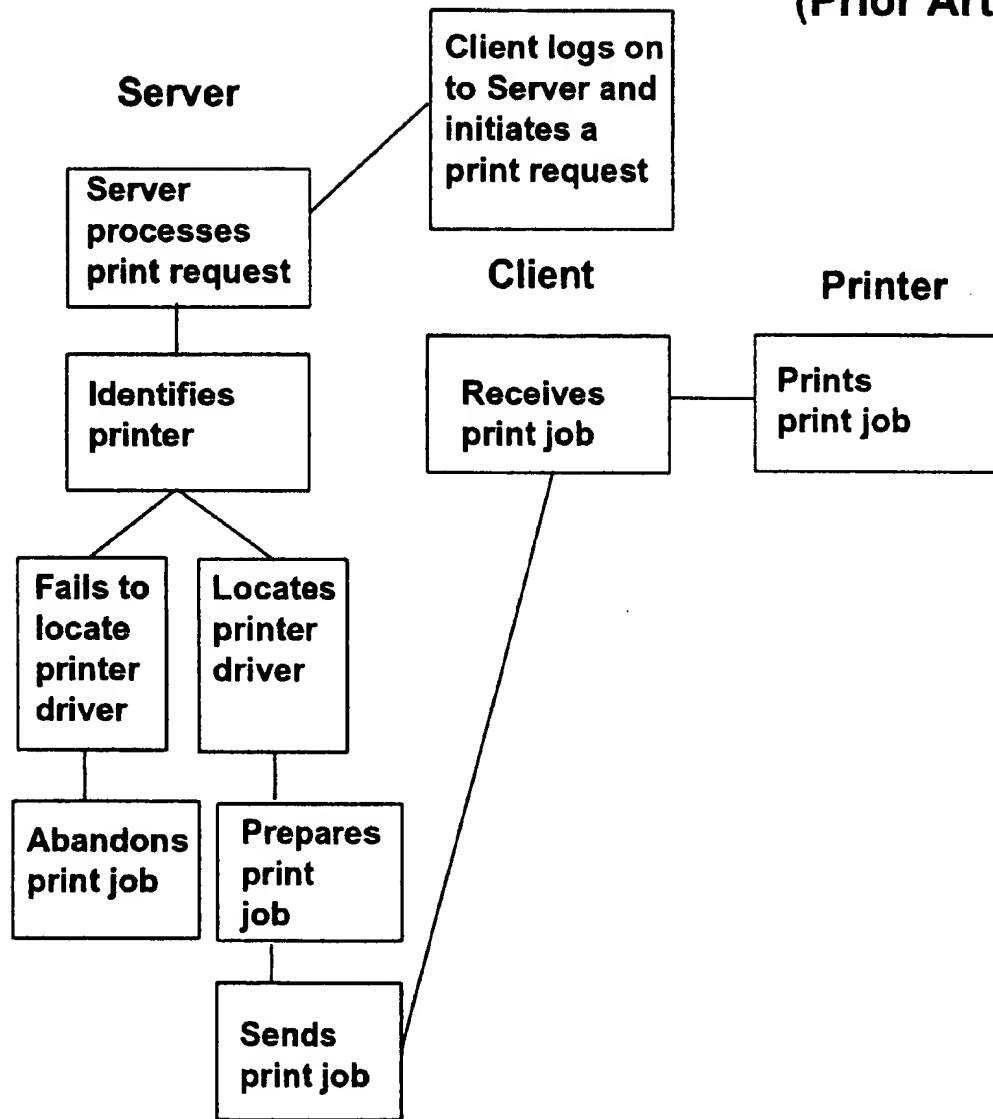 (Prior Art
Server
Client logs on
to Server and
initiates a
print request
Server
processes
print request
Client
Printer
Identifies
printer
Receives
print job
Prints
print job
Fails to
locate
printer
driver
Locates
printer
driver
Abandons
print job
Prepares
print
job
Sends
print job